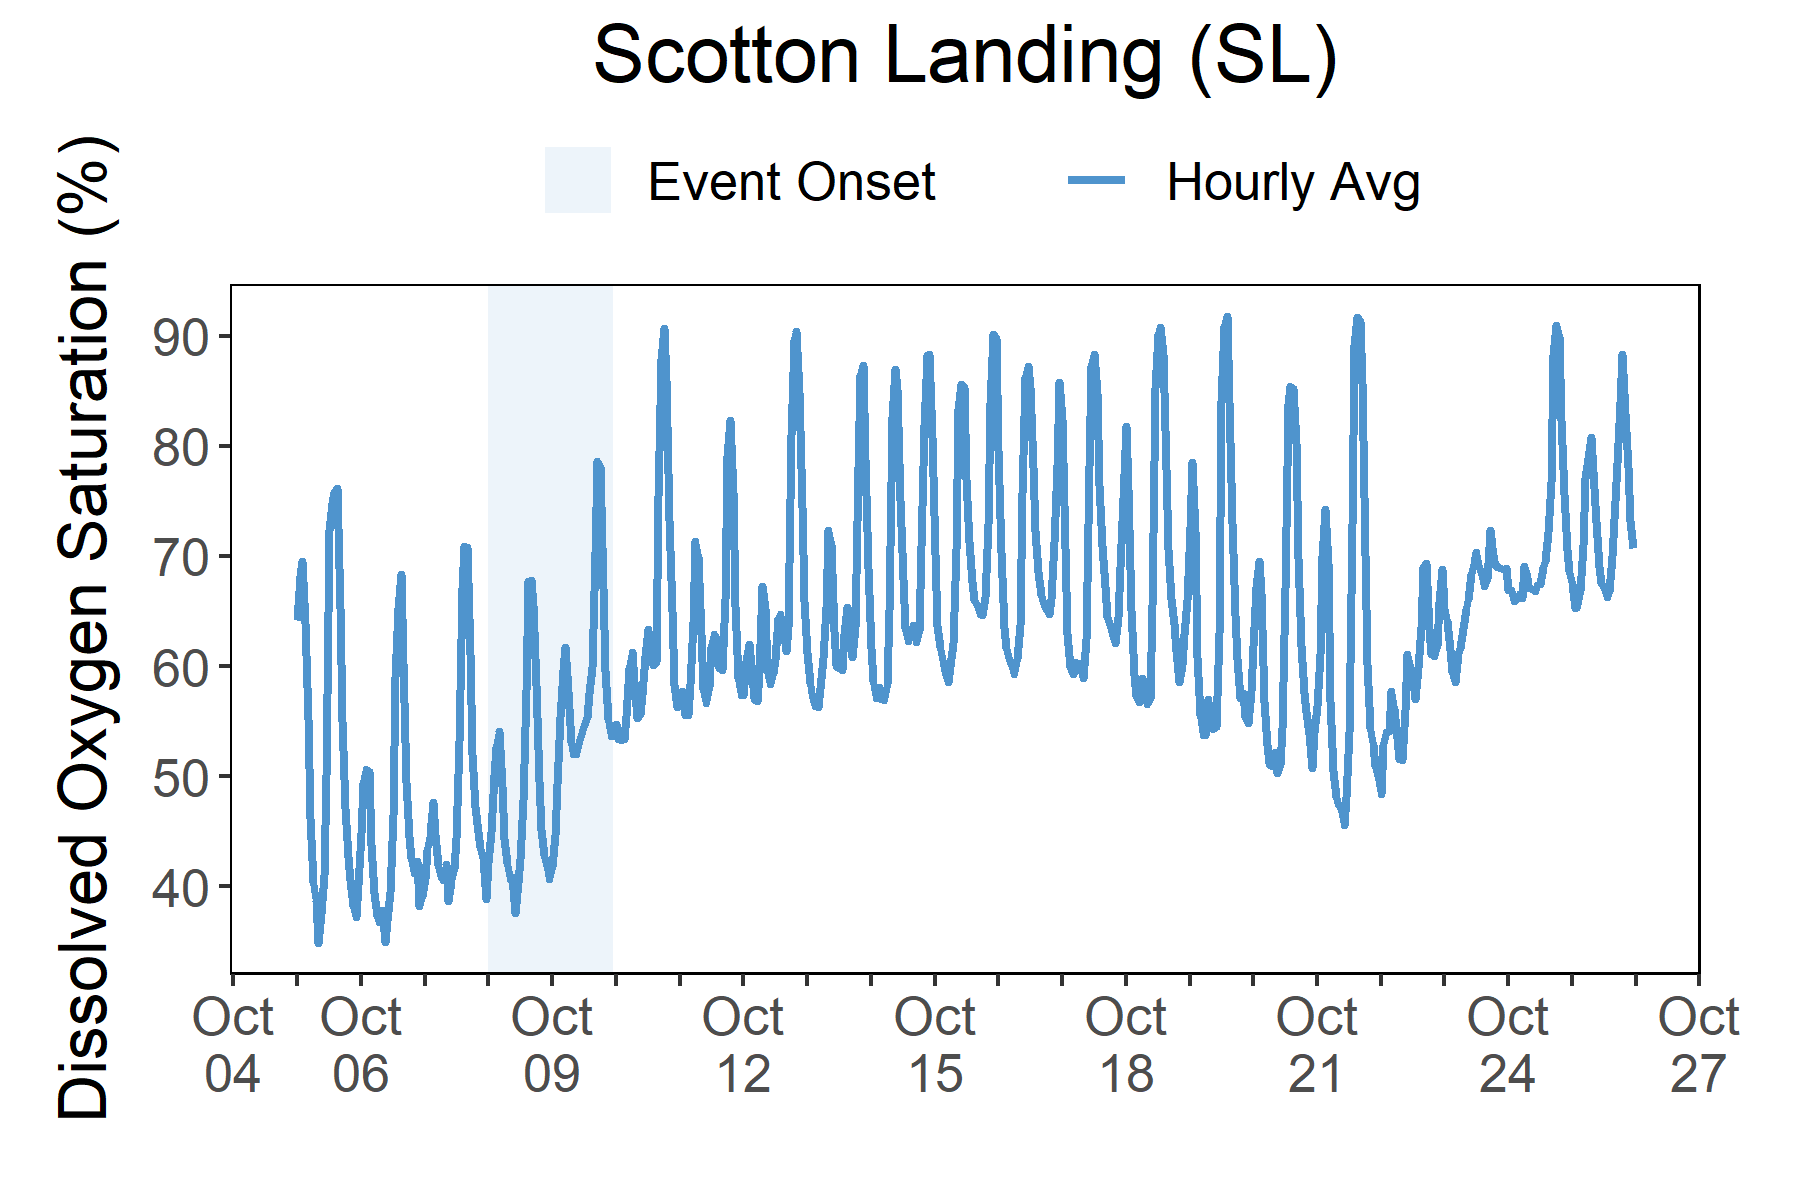 Scotton Landing (SL)
Event Onset
Hourly Avg
Dissolved Oxygen Saturation (%)
90
80
70
60
50
40
Oct 04
Oct 06
Oct 09
Oct 12
Oct 15
Oct 18
Oct 21
Oct 24
Oct 27